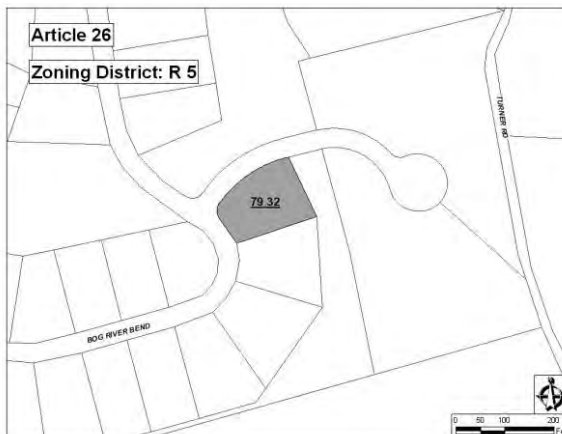 Article 26
Zoning District: R 5
TURNER RD
79 32
BOG RIVER BEND
0 50 100 200